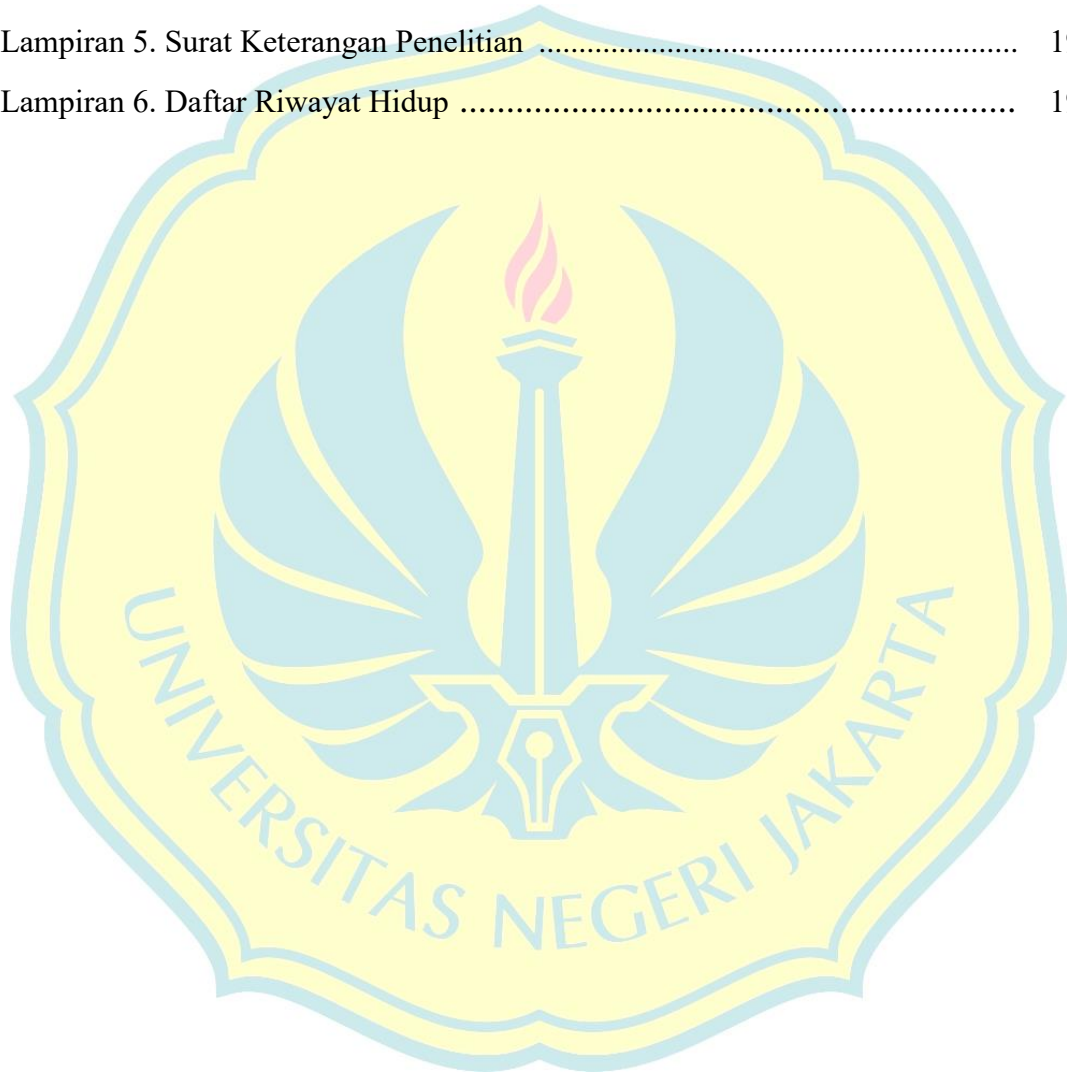 Lampiran 5. Surat Keterangan Penelitian ............................................................
Lampiran 6. Daftar Riwayat Hidup ............................................................
UNIVERSITAS NEGERI JAKARTA